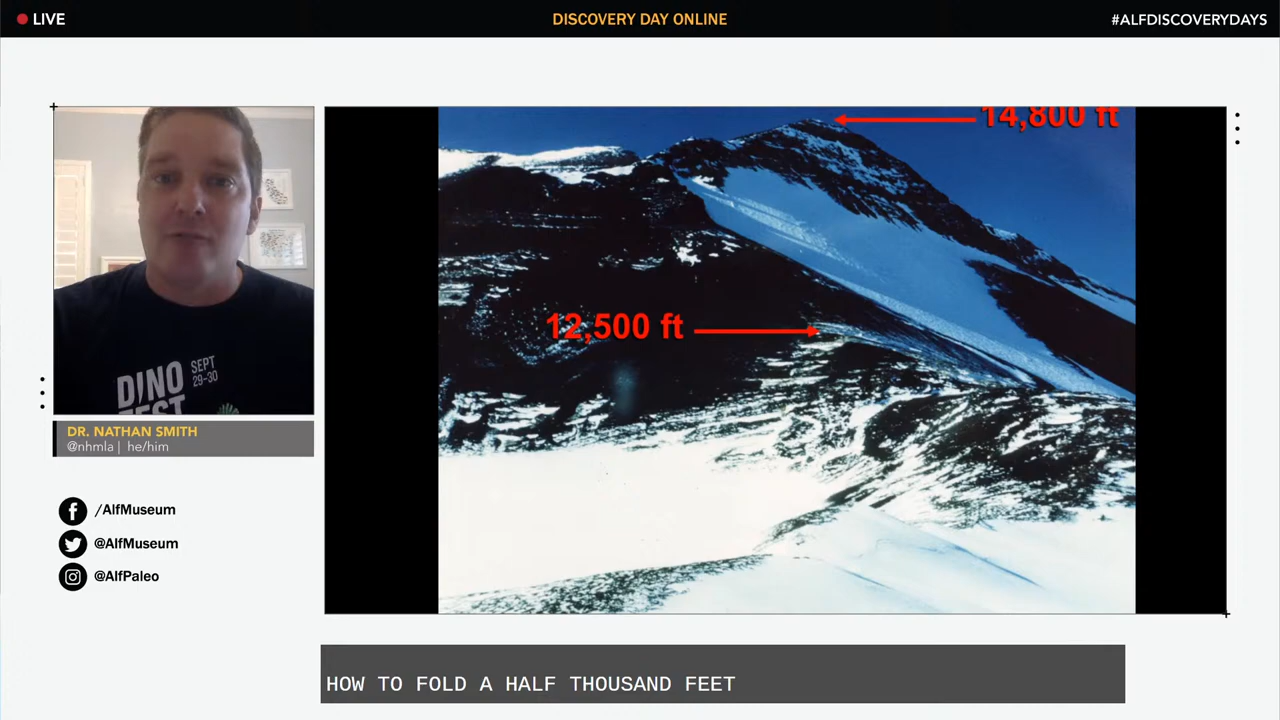 LIVE
DISCOVERY DAY ONLINE
#ALFDISCOVERYDAYS
14,800 ft
12,500 ft
DINO
SEPT
29-30
DR. NATHAN SMITH
@nhmla | he/him
/AlfMuseum
@AlfMuseum
@AlfPaleo
HOW TO FOLD A HALF THOUSAND FEET